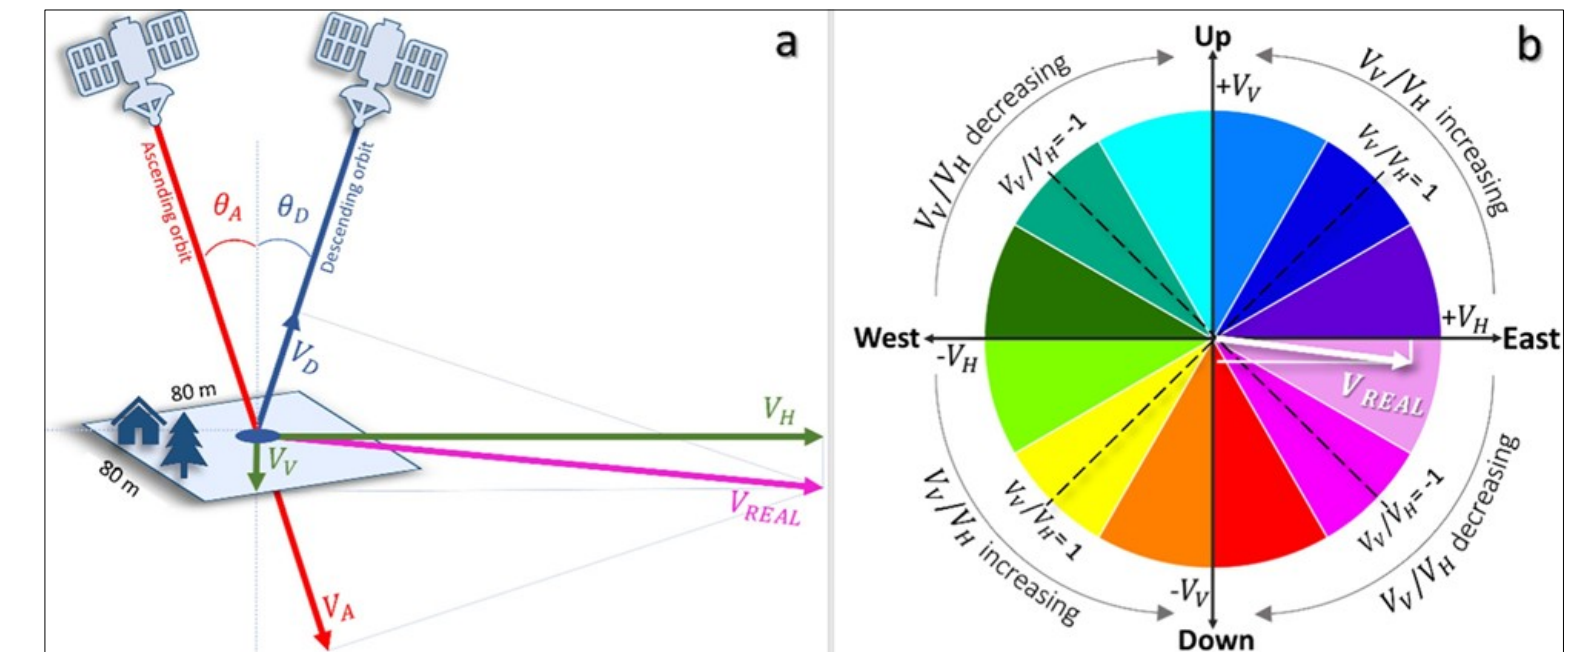 a
Ascending orbit
θA
θD
Descending orbit
VD
80 m
80 m
VV
VH
VREAL
VA
b
Up
+VV
VV/VH decreasing
VV/VH increasing
VV/VH= -1
VV/VH= 1
West
-VH
+VH
East
VREAL
VV/VH= 1
VV/VH= -1
VV/VH increasing
VV/VH decreasing
-VV
Down